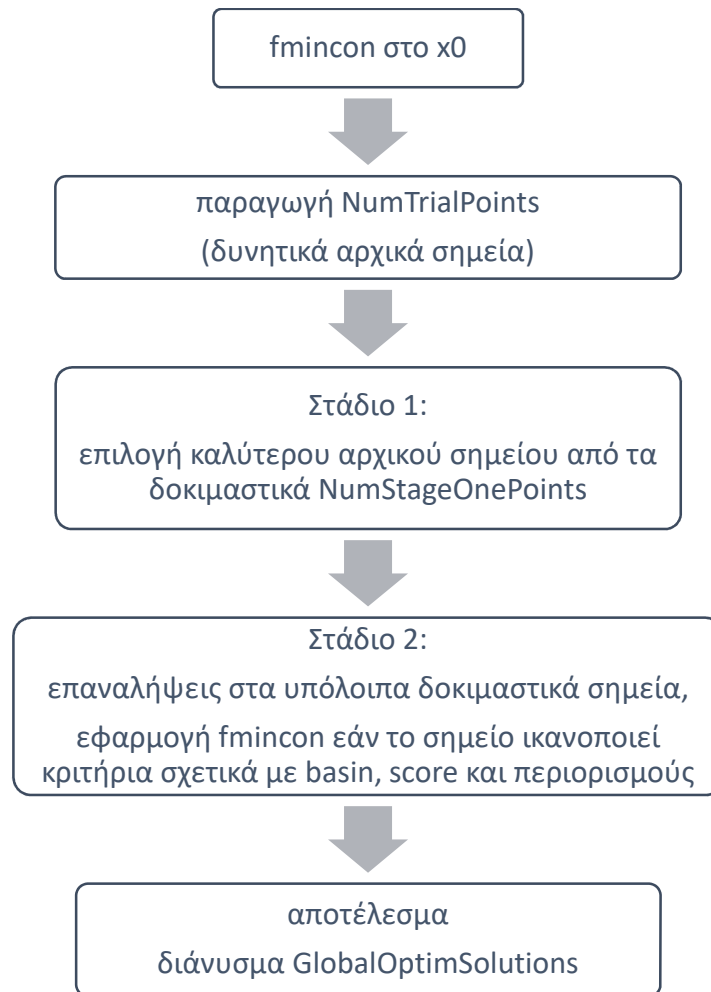 fmincon στο x0
παραγωγή NumTrialPoints
(δυνητικά αρχικά σημεία)
Στάδιο 1:
επιλογή καλύτερου αρχικού σημείου από τα
δοκιμαστικά NumStageOnePoints
Στάδιο 2:
επαναλήψεις στα υπόλοιπα δοκιμαστικά σημεία,
εφαρμογή fmincon εάν το σημείο ικανοποιεί
κριτήρια σχετικά με basin, score και περιορισμούς
αποτέλεσμα
διάνυσμα GlobalOptimSolutions